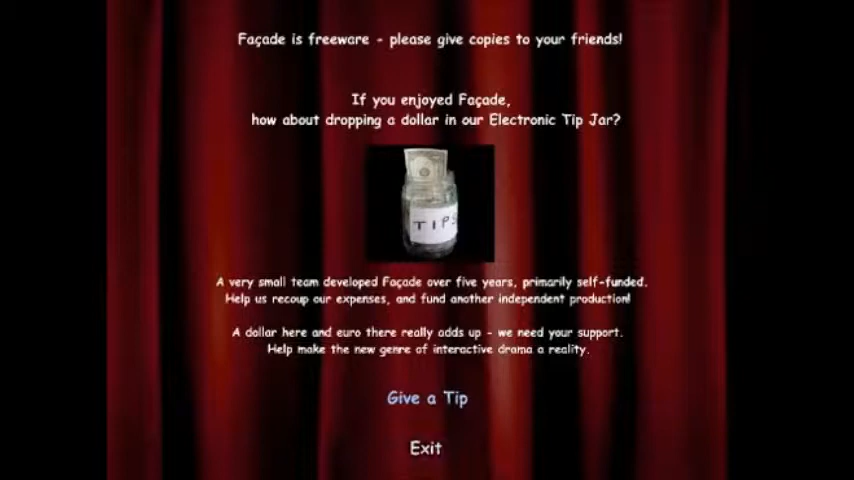 Façade is freeware - please give copies to your friends!
If you enjoyed Façade,
how about dropping a dollar in our Electronic Tip Jar?
TIPS
A very small team developed Façade over five years, primarily self-funded.
Help us recoup our expenses, and fund another independent production!
A dollar here and euro there really adds up - we need your support.
Help make the new genre of interactive drama a reality.
Give a Tip
Exit